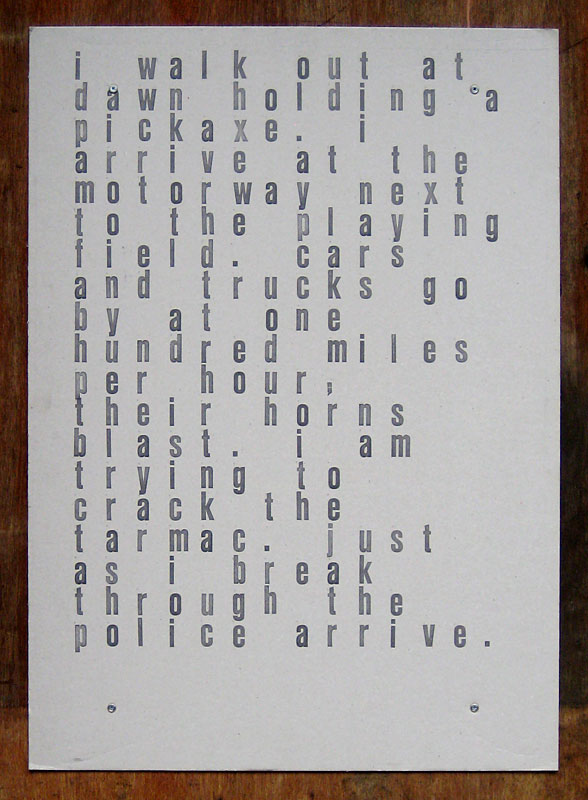 i walk out at
dawn holding a
pickaxe. i
arrive at the
motorway next
to the playing
field. cars
and trucks go
by at one
hundred miles
per hour,
their horns
blast. i am
trying to
crack the
tarmac. just
as i break
through the
police arrive.